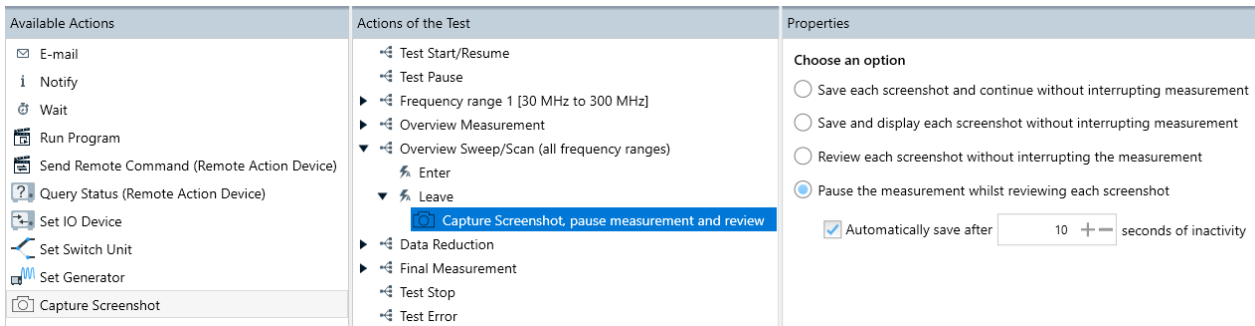 Available Actions
E-mail
Notify
Wait
Run Program
Send Remote Command (Remote Action Device)
Query Status (Remote Action Device)
Set IO Device
Set Switch Unit
Set Generator
Capture Screenshot
Actions of the Test
Test Start/Resume
Test Pause
Frequency range 1 [30 MHz to 300 MHz]
Overview Measurement
Overview Sweep/Scan (all frequency ranges)
Enter
Leave
Capture Screenshot, pause measurement and review
Data Reduction
Final Measurement
Test Stop
Test Error
Properties
Choose an option
Save each screenshot and continue without interrupting measurement
Save and display each screenshot without interrupting measurement
Review each screenshot without interrupting the measurement
Pause the measurement whilst reviewing each screenshot
Automatically save after 10 seconds of inactivity